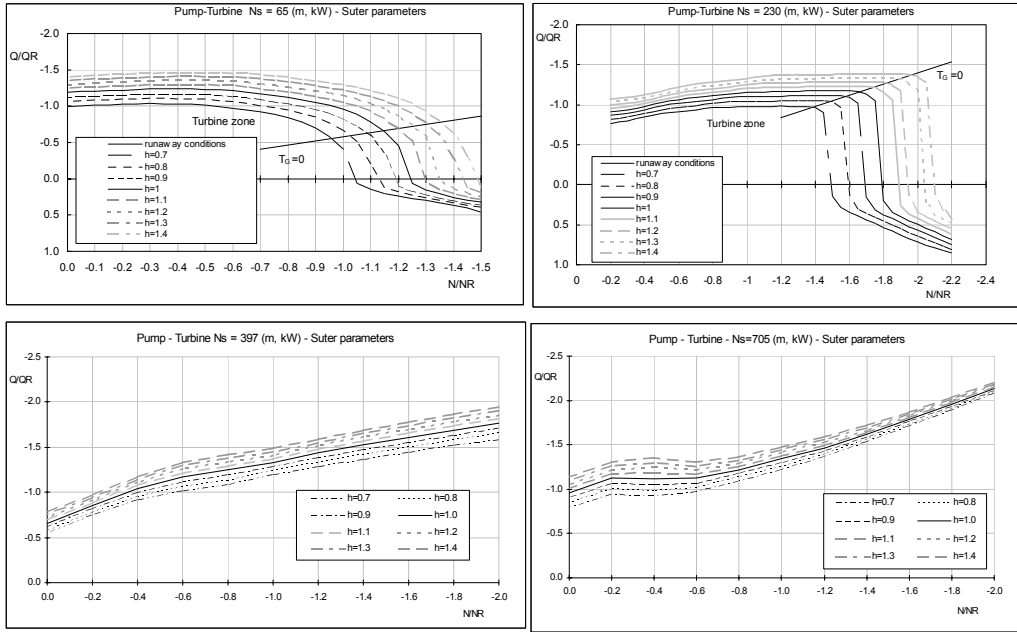 Pump-Turbine Ns = 65 (m, kW) - Suter parameters
Q/QR
-2.0
-1.5
-1.0
-0.5
0.0
0.5
1.0
Turbine zone
TG=0
runaway conditions
h=0.7
h=0.8
h=0.9
h=1
h=1.1
h=1.2
h=1.3
h=1.4
0.0 -0.1 -0.2 -0.3 -0.4 -0.5 -0.6 -0.7 -0.8 -0.9 -1.0 -1.1 -1.2 -1.3 -1.4 -1.5
N/NR
Pump-Turbine Ns = 230 (m, kW) - Suter parameters
Q/QR
-2.0
-1.5
-1.0
-0.5
0.0
0.5
1.0
TG=0
Turbine zone
runaway conditions
h=0.7
h=0.8
h=0.9
h=1
h=1.1
h=1.2
h=1.3
h=1.4
0.0 -0.2 -0.4 -0.6 -0.8 -1.0 -1.2 -1.4 -1.6 -1.8 -2.0 -2.2 -2.4
N/NR
Pump - Turbine Ns = 397 (m, kW) - Suter parameters
-2.5
Q/QR
-2.0
-1.5
-1.0
-0.5
0.0
h=0.7 h=0.8
h=0.9 h=1.0
h=1.1 h=1.2
h=1.3 h=1.4
0.0 -0.2 -0.4 -0.6 -0.8 -1.0 -1.2 -1.4 -1.6 -1.8 -2.0
N/NR
Pump - Turbine - Ns=705 (m, kW) - Suter parameters
-2.5
Q/QR
-2.0
-1.5
-1.0
-0.5
0.0
h=0.7 h=0.8
h=0.9 h=1.0
h=1.1 h=1.2
h=1.3 h=1.4
0.0 -0.2 -0.4 -0.6 -0.8 -1.0 -1.2 -1.4 -1.6 -1.8 -2.0
N/NR